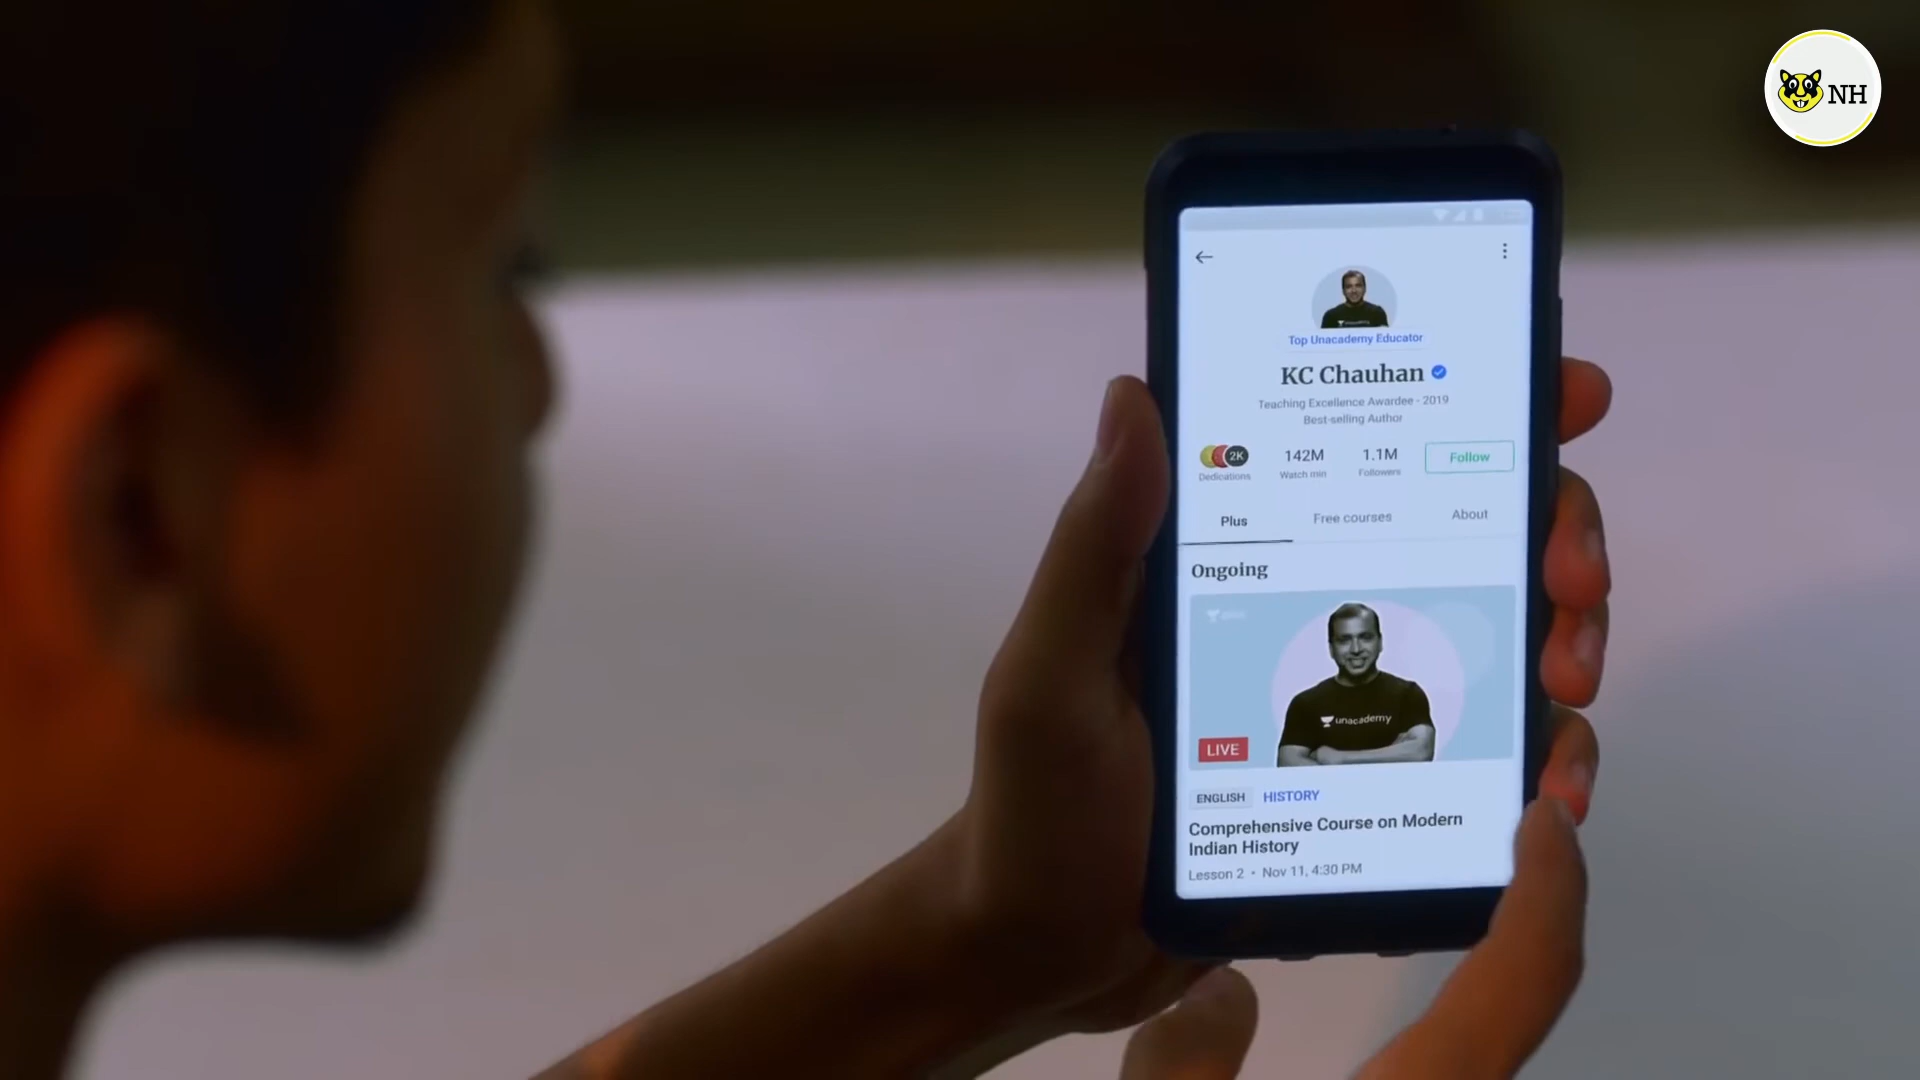 NH
Top Unacademy Educator
KC Chauhan
Teaching Excellence Awardee - 2019
Best-selling Author
2K
142M
1.1M
Follow
Dedications
Watch min
Followers
Plus
Free courses
About
Ongoing
unacademy
LIVE
ENGLISH
HISTORY
Comprehensive Course on Modern
Indian History
Lesson 2 • Nov 11, 4:30 PM